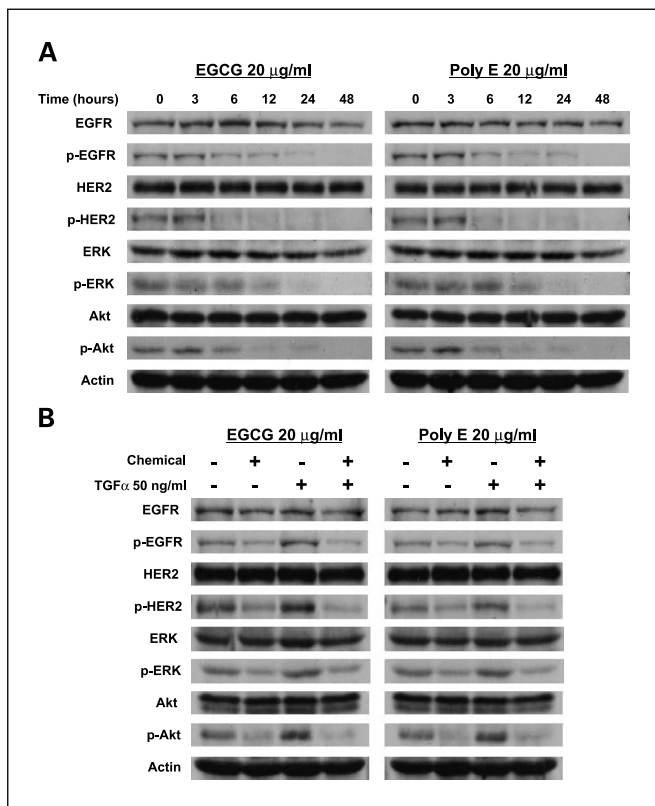 A
EGCG 20 μg/ml Poly E 20 μg/ml
Time (hours) 0 3 6 12 24 48 0 3 6 12 24 48
EGFR
p-EGFR
HER2
p-HER2
ERK
p-ERK
Akt
p-Akt
Actin
B
EGCG 20 μg/ml Poly E 20 μg/ml
Chemical - + - + - + - +
TGFα 50 ng/ml - - + + - - + +
EGFR
p-EGFR
HER2
p-HER2
ERK
p-ERK
Akt
p-Akt
Actin